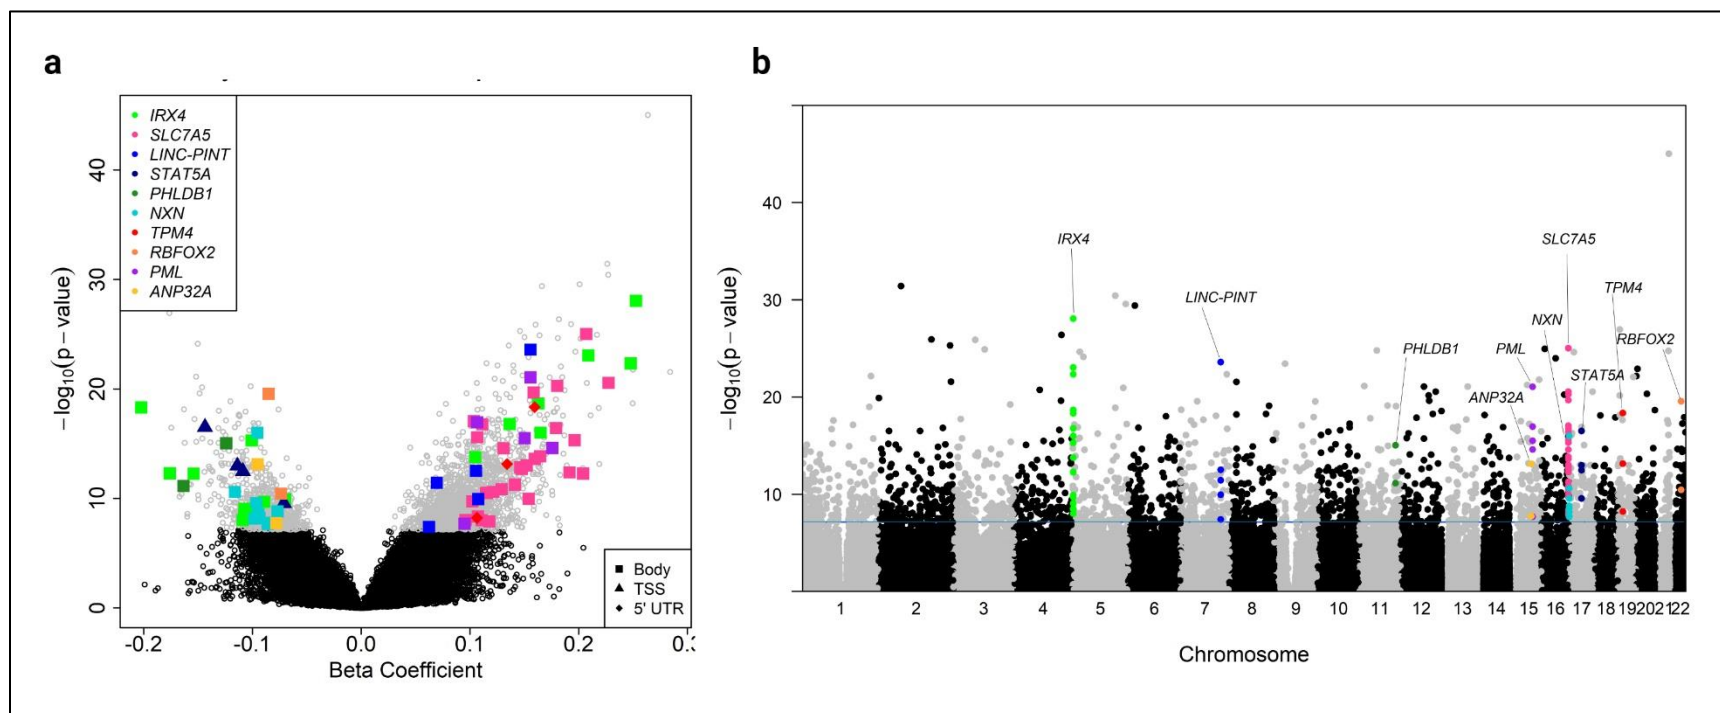 a
IRX4
SLC7A5
LINC-PINT
STAT5A
PHLDB1
NXN
TPM4
RBFOX2
PML
ANP32A
−log10(p − value)
40
30
20
10
0
Body
TSS
5' UTR
-0.2 -0.1 0.0 0.1 0.2
Beta Coefficient
b
−log10(p − value)
40
30
20
10
IRX4
SLC7A5
LINC-PINT
TPM4
NXN
RBFOX2
PHLDB1
PML
STAT5A
ANP32A
1 2 3 4 5 6 7 8 9 10 11 12 13 14 15 16 17 18 19 20 21 22
Chromosome